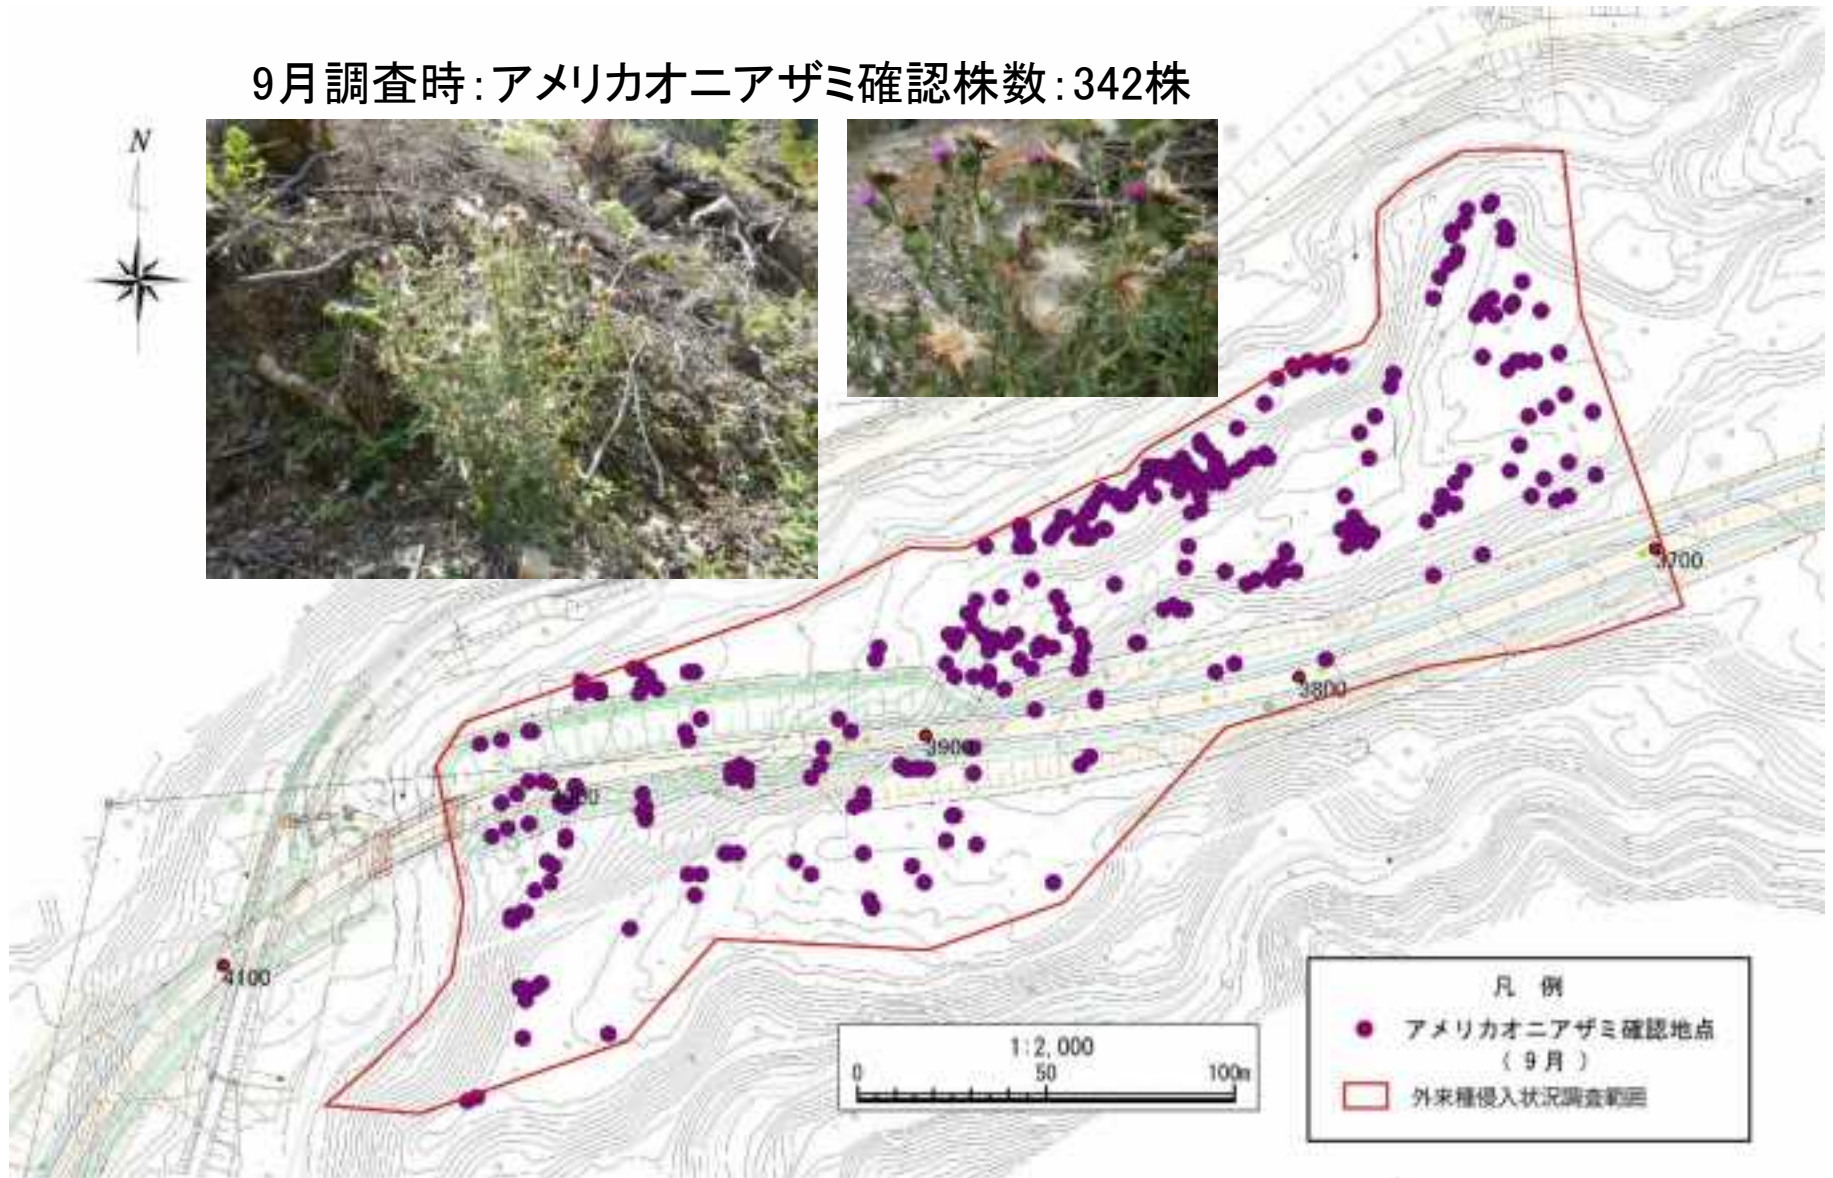 9月調査時：アメリカオニアザミ確認株数：342株
N
3700
3800
3900
4000
4100
1:2,000
0 50 100m
凡 例
アメリカオニアザミ確認地点
（ 9月 ）
外来種侵入状況調査範囲